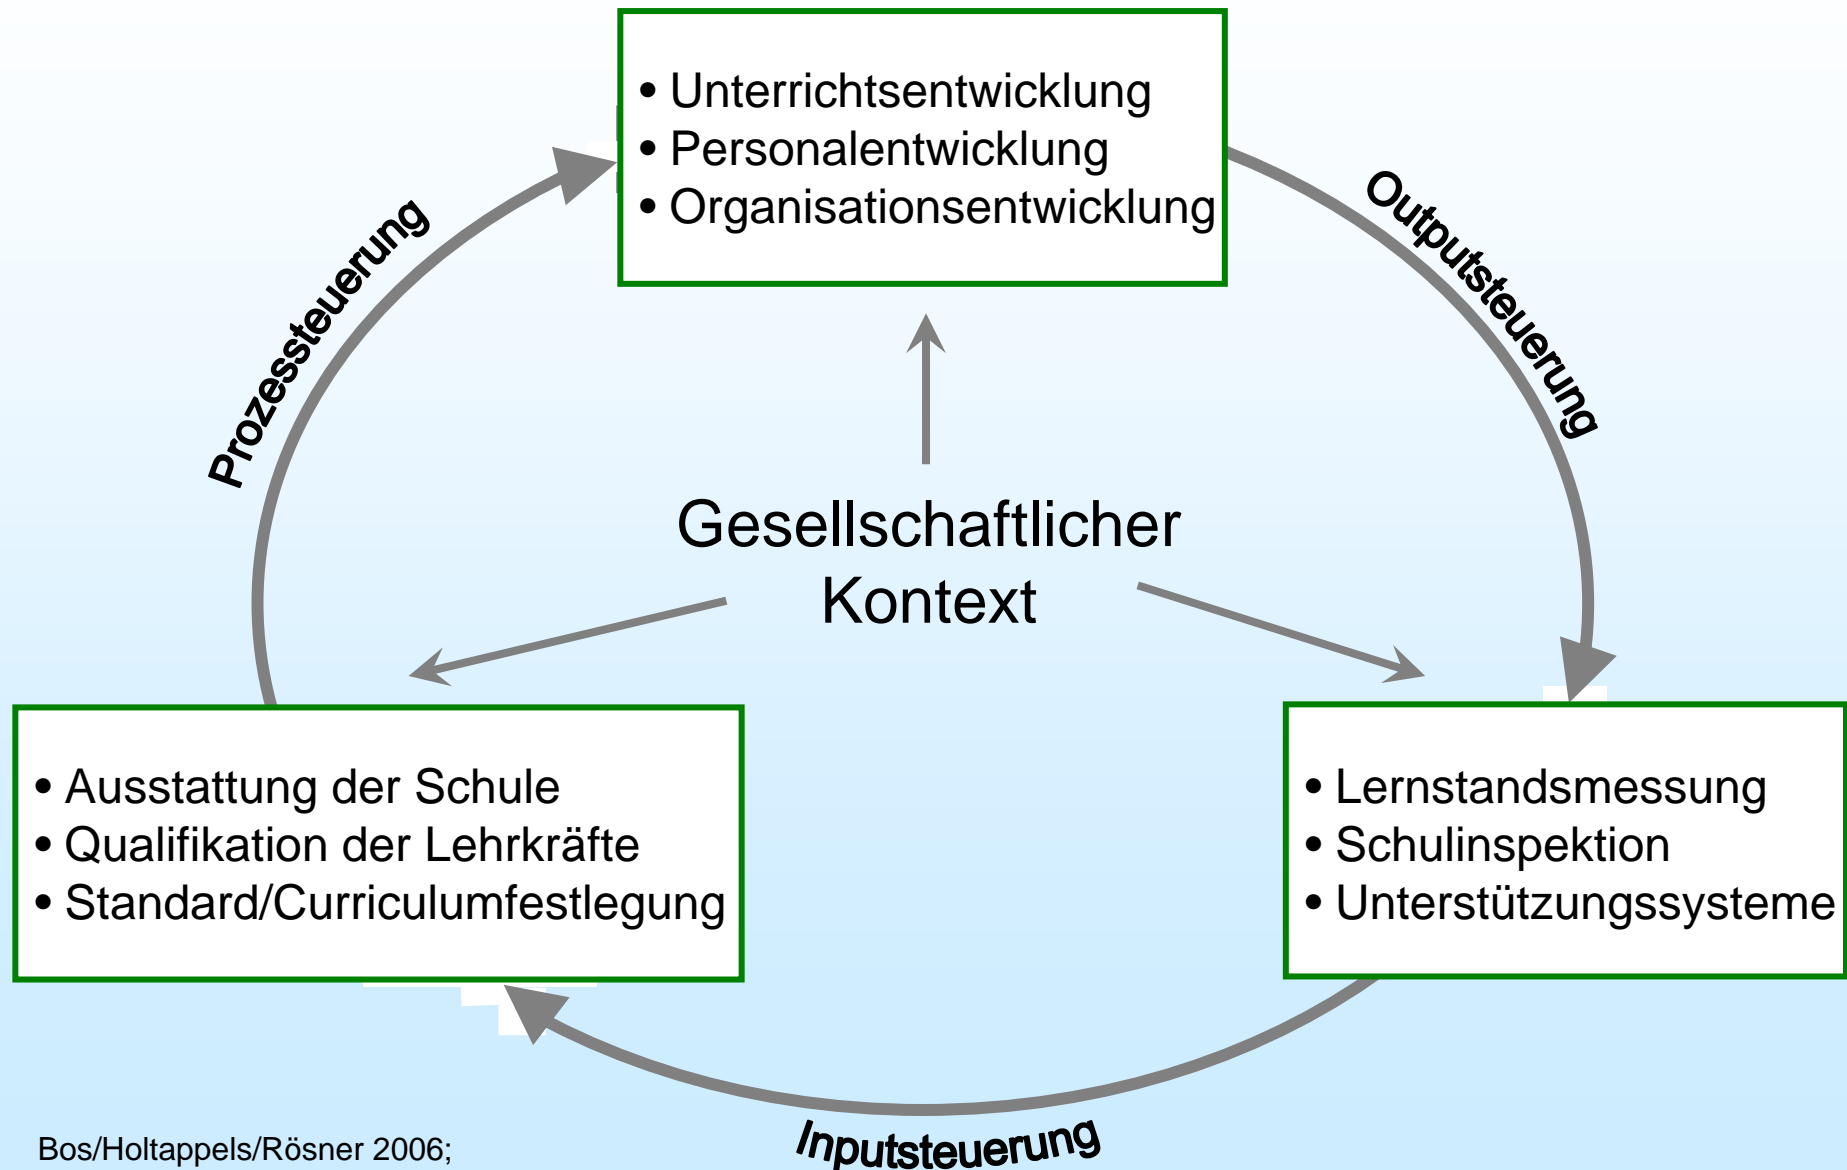 • Unterrichtsentwicklung
• Personalentwicklung
• Organisationsentwicklung
Prozessteuerung
Outputsteuerung
Gesellschaftlicher
Kontext
• Ausstattung der Schule
• Qualifikation der Lehrkräfte
• Standard/Curriculumfestlegung
• Lernstandsmessung
• Schulinspektion
• Unterstützungssysteme
Inputsteuerung
Bos/Holtappels/Rösner 2006;